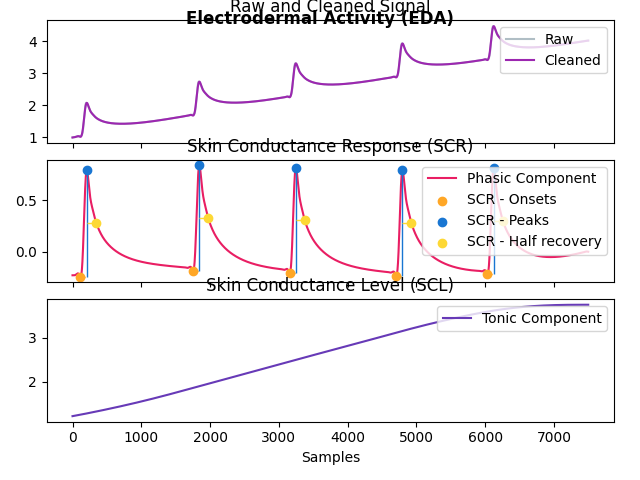 Raw and Cleaned Signal
Electrodermal Activity (EDA)
Raw
Cleaned
4
3
2
1
Skin Conductance Response (SCR)
Phasic Component
SCR - Onsets
SCR - Peaks
SCR - Half recovery
0.5
0.0
Skin Conductance Level (SCL)
Tonic Component
3
2
0 1000 2000 3000 4000 5000 6000 7000
Samples